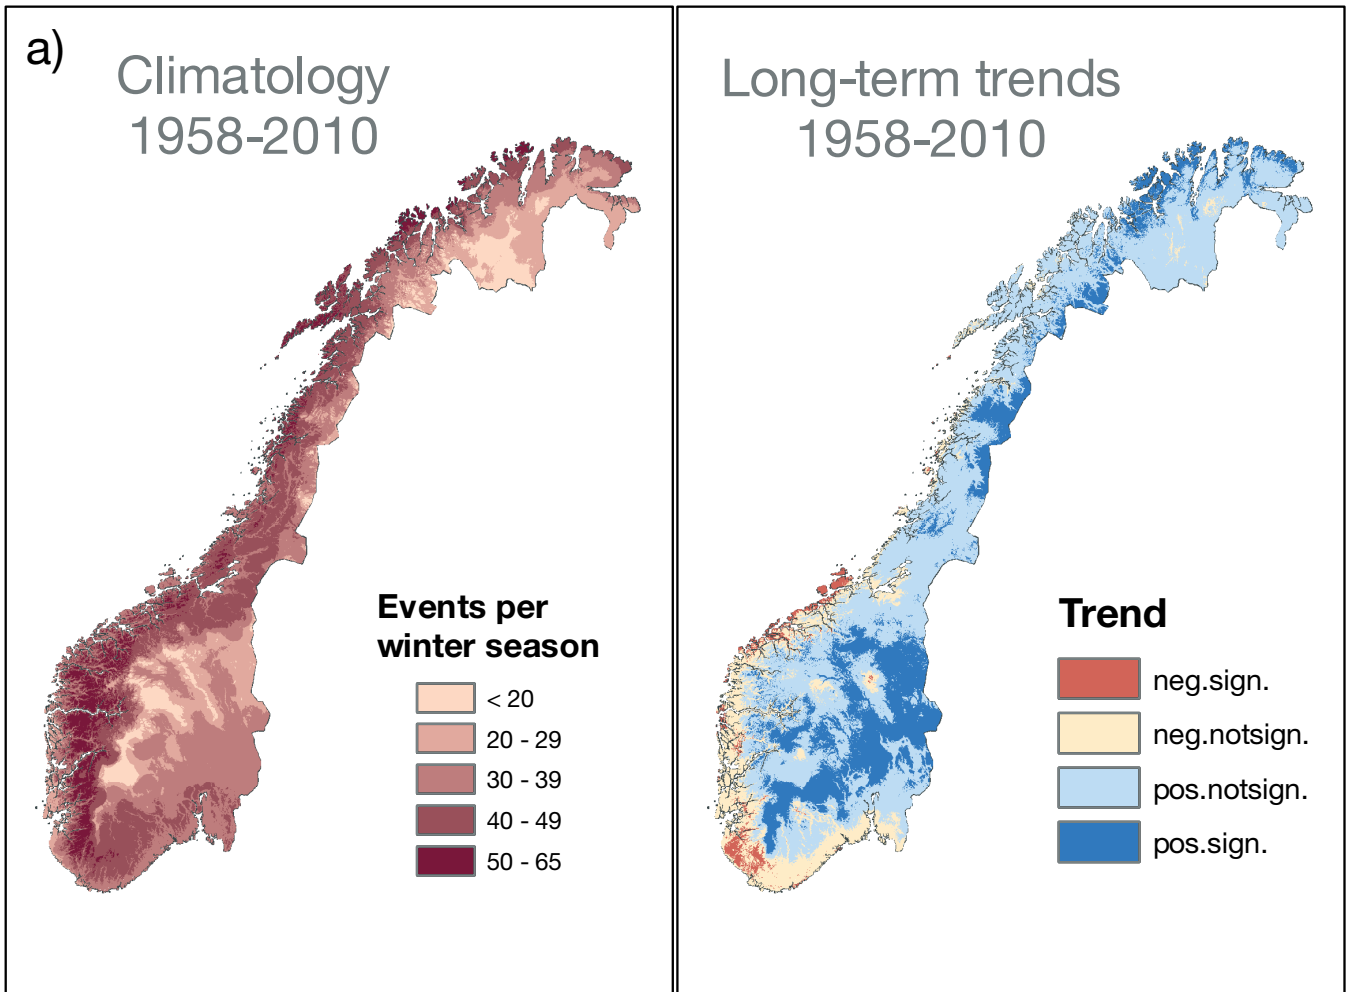 a)
Climatology
1958-2010
Events per
winter season
< 20
20 - 29
30 - 39
40 - 49
50 - 65
Long-term trends
1958-2010
Trend
neg.sign.
neg.notsign.
pos.notsign.
pos.sign.